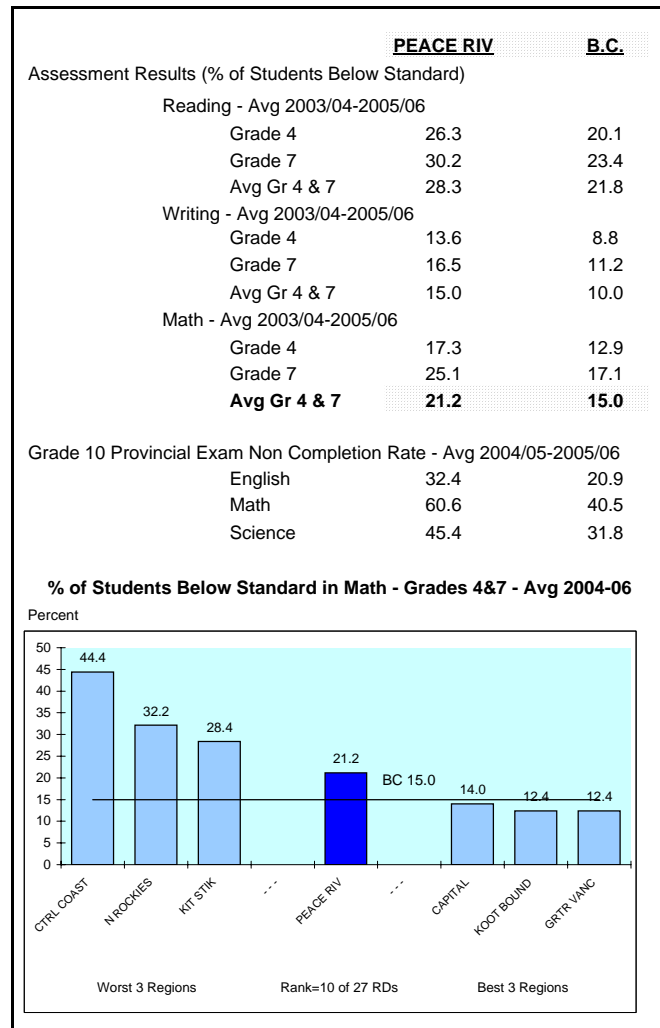 PEACE RIV B.C.
Assessment Results (% of Students Below Standard)
Reading - Avg 2003/04-2005/06
Grade 4 26.3 20.1
Grade 7 30.2 23.4
Avg Gr 4 & 7 28.3 21.8
Writing - Avg 2003/04-2005/06
Grade 4 13.6 8.8
Grade 7 16.5 11.2
Avg Gr 4 & 7 15.0 10.0
Math - Avg 2003/04-2005/06
Grade 4 17.3 12.9
Grade 7 25.1 17.1
Avg Gr 4 & 7 21.2 15.0
Grade 10 Provincial Exam Non Completion Rate - Avg 2004/05-2005/06
English 32.4 20.9
Math 60.6 40.5
Science 45.4 31.8
% of Students Below Standard in Math - Grades 4&7 - Avg 2004-06
Percent
50
45
40
35
30
25
20
15
10
5
0
44.4
32.2
28.4
21.2
BC 15.0
14.0
12.4
12.4
CTRL COAST
N ROCKIES
KIT STIK
- - -
PEACE RIV
- - -
CAPITAL
KOOT BOUND
GRTR VANC
Worst 3 Regions Rank=10 of 27 RDs Best 3 Regions